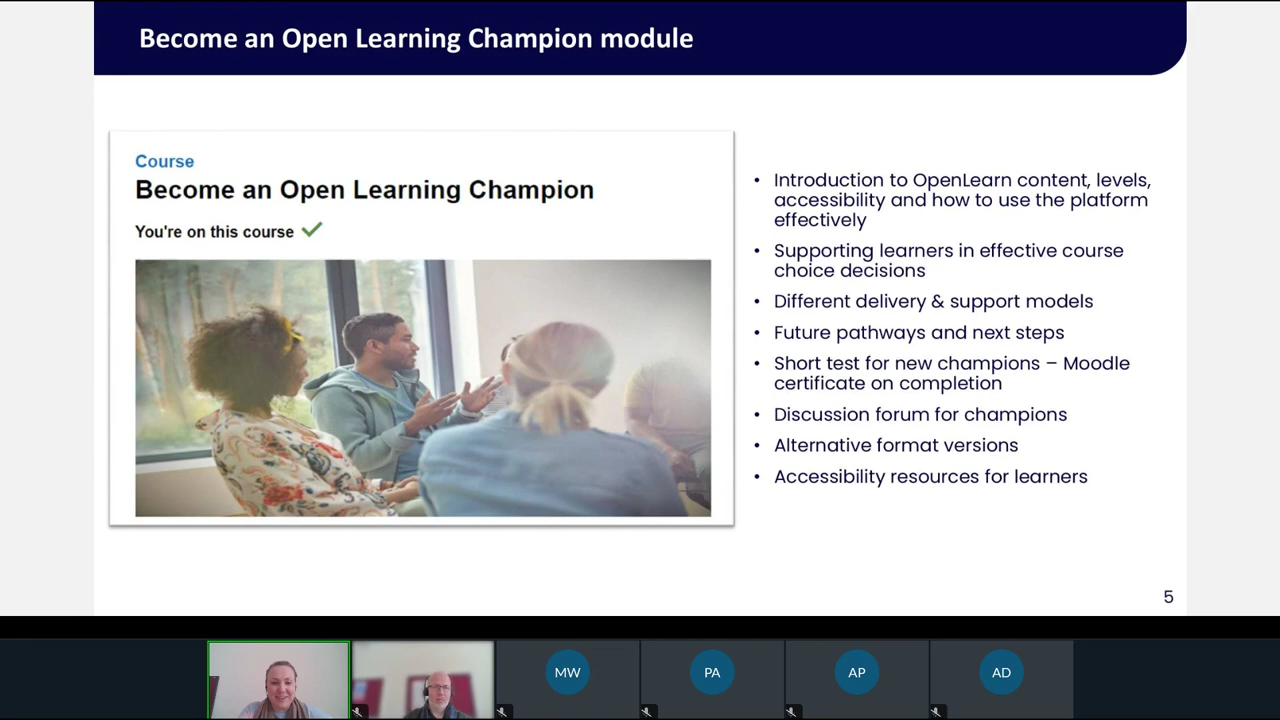 Become an Open Learning Champion module
Course
Become an Open Learning Champion
You're on this course
• Introduction to OpenLearn content, levels,
accessibility and how to use the platform
effectively
• Supporting learners in effective course
choice decisions
• Different delivery & support models
• Future pathways and next steps
• Short test for new champions – Moodle
certificate on completion
• Discussion forum for champions
• Alternative format versions
• Accessibility resources for learners
5
MW
PA
AP
AD